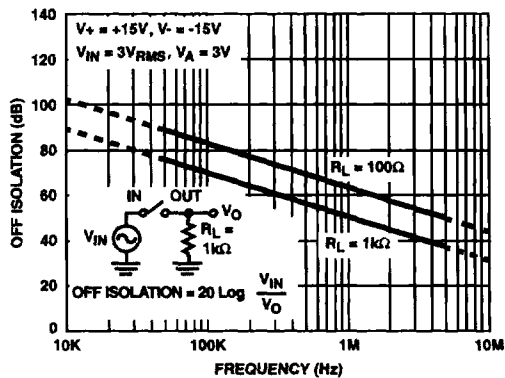 140
120
100
80
60
40
20
0
OFF ISOLATION (dB)
V+ = +15V, V- = -15V
VIN = 3VRMS, VA = 3V
RL = 100Ω
RL = 1kΩ
IN OUT
VO
VIN
RL =
1kΩ
OFF ISOLATION = 20 Log VIN
VO
10K 100K 1M 10M
FREQUENCY (Hz)